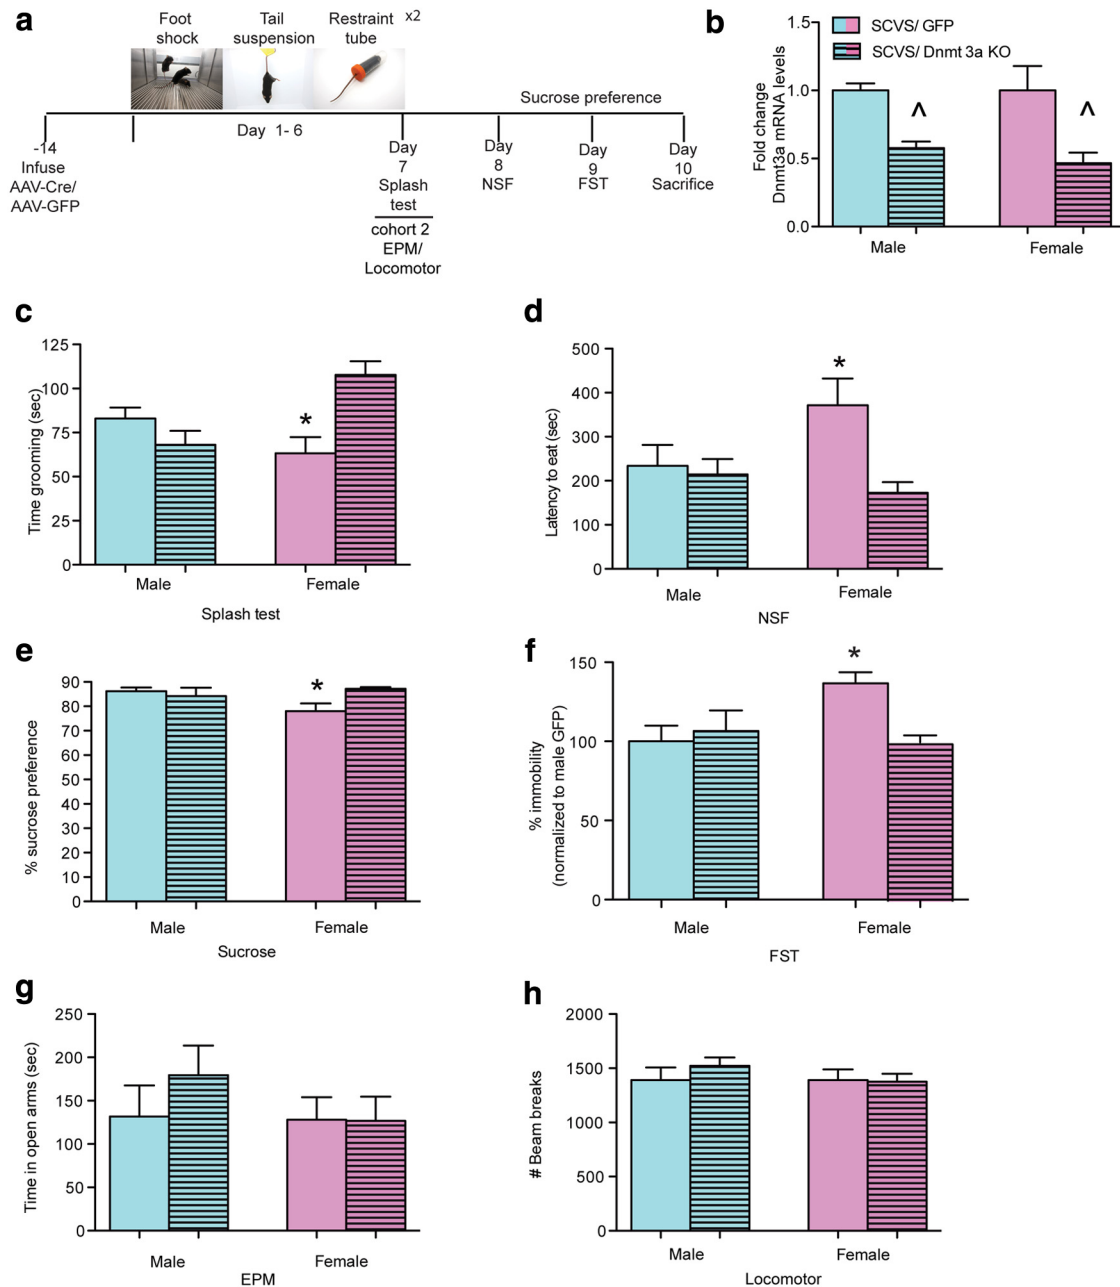 a
Foot
shock
Tail
suspension
Restraint
tube
x2
Sucrose preference
Day 1- 6
-14
Infuse
AAV-Cre/
AAV-GFP
Day
7
Splash
test
cohort 2
EPM/
Locomotor
Day
8
NSF
Day
9
FST
Day
10
Sacrifice
b
SCVS/ GFP
SCVS/ Dnmt 3a KO
Fold change
Dnmt3a mRNA levels
1.5
1.0
0.5
0.0
^
^
Male
Female
c
Time grooming (sec)
125
100
75
50
25
0
*
Male
Female
Splash test
d
Latency to eat (sec)
500
400
300
200
100
0
*
Male
Female
NSF
e
% sucrose preference
90
80
70
60
50
40
30
20
10
0
*
Male
Female
Sucrose
f
% immobility
(normalized to male GFP)
150
100
50
0
*
Male
Female
FST
g
Time in open arms (sec)
250
200
150
100
50
0
Male
Female
EPM
h
# Beam breaks
2000
1500
1000
500
0
Male
Female
Locomotor